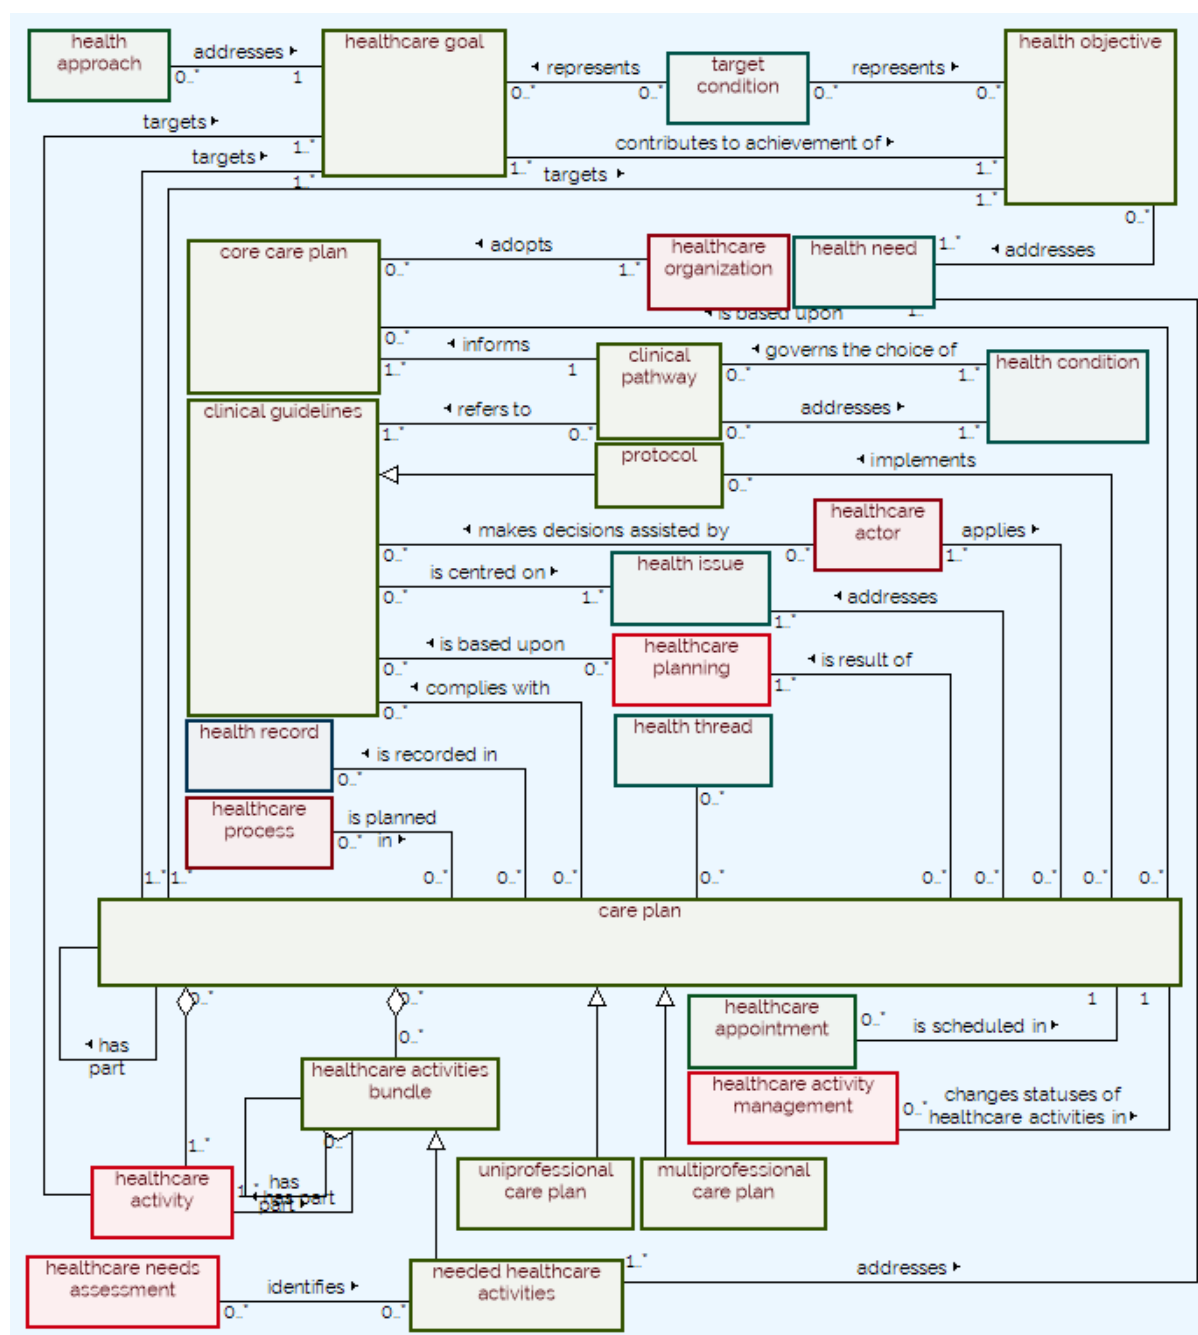 health
approach
addresses
0..*
1
healthcare goal
represents
0..*
0..*
target
condition
represents
0..*
0..*
health objective
targets
1..*
targets
1..*
contributes to achievement of
1..*
1..*
targets
1..*
0..*
core care plan
adopts
0..*
1..*
healthcare
organization
health need
1..*
addresses
is based upon
1..
0..*
informs
1..*
1
clinical
pathway
governs the choice of
0..*
1..*
health condition
clinical guidelines
refers to
1..*
0..*
addresses
0..*
1..*
protocol
implements
0..*
makes decisions assisted by
0..*
0..*
healthcare
actor
applies
1..*
is centred on
0..*
1..*
health issue
addresses
1..*
is based upon
0..*
0..*
healthcare
planning
is result of
1..*
complies with
0..*
health record
is recorded in
0..*
health thread
0..*
healthcare
process
is planned
in
0..*
1..*
1..*
0..*
0..*
0..*
0..*
0..*
0..*
0..*
0..*
0..*
care plan
has
part
0..*
0..*
0..*
healthcare activities
bundle
healthcare
appointment
0..*
is scheduled in
1
1
healthcare activity
management
0..*
changes statuses of
healthcare activities in
0..*
1..*
healthcare
activity
1..*
has
part
has part
uniprofessional
care plan
multiprofessional
care plan
healthcare needs
assessment
identifies
0..*
0..*
needed healthcare
activities
1..*
addresses